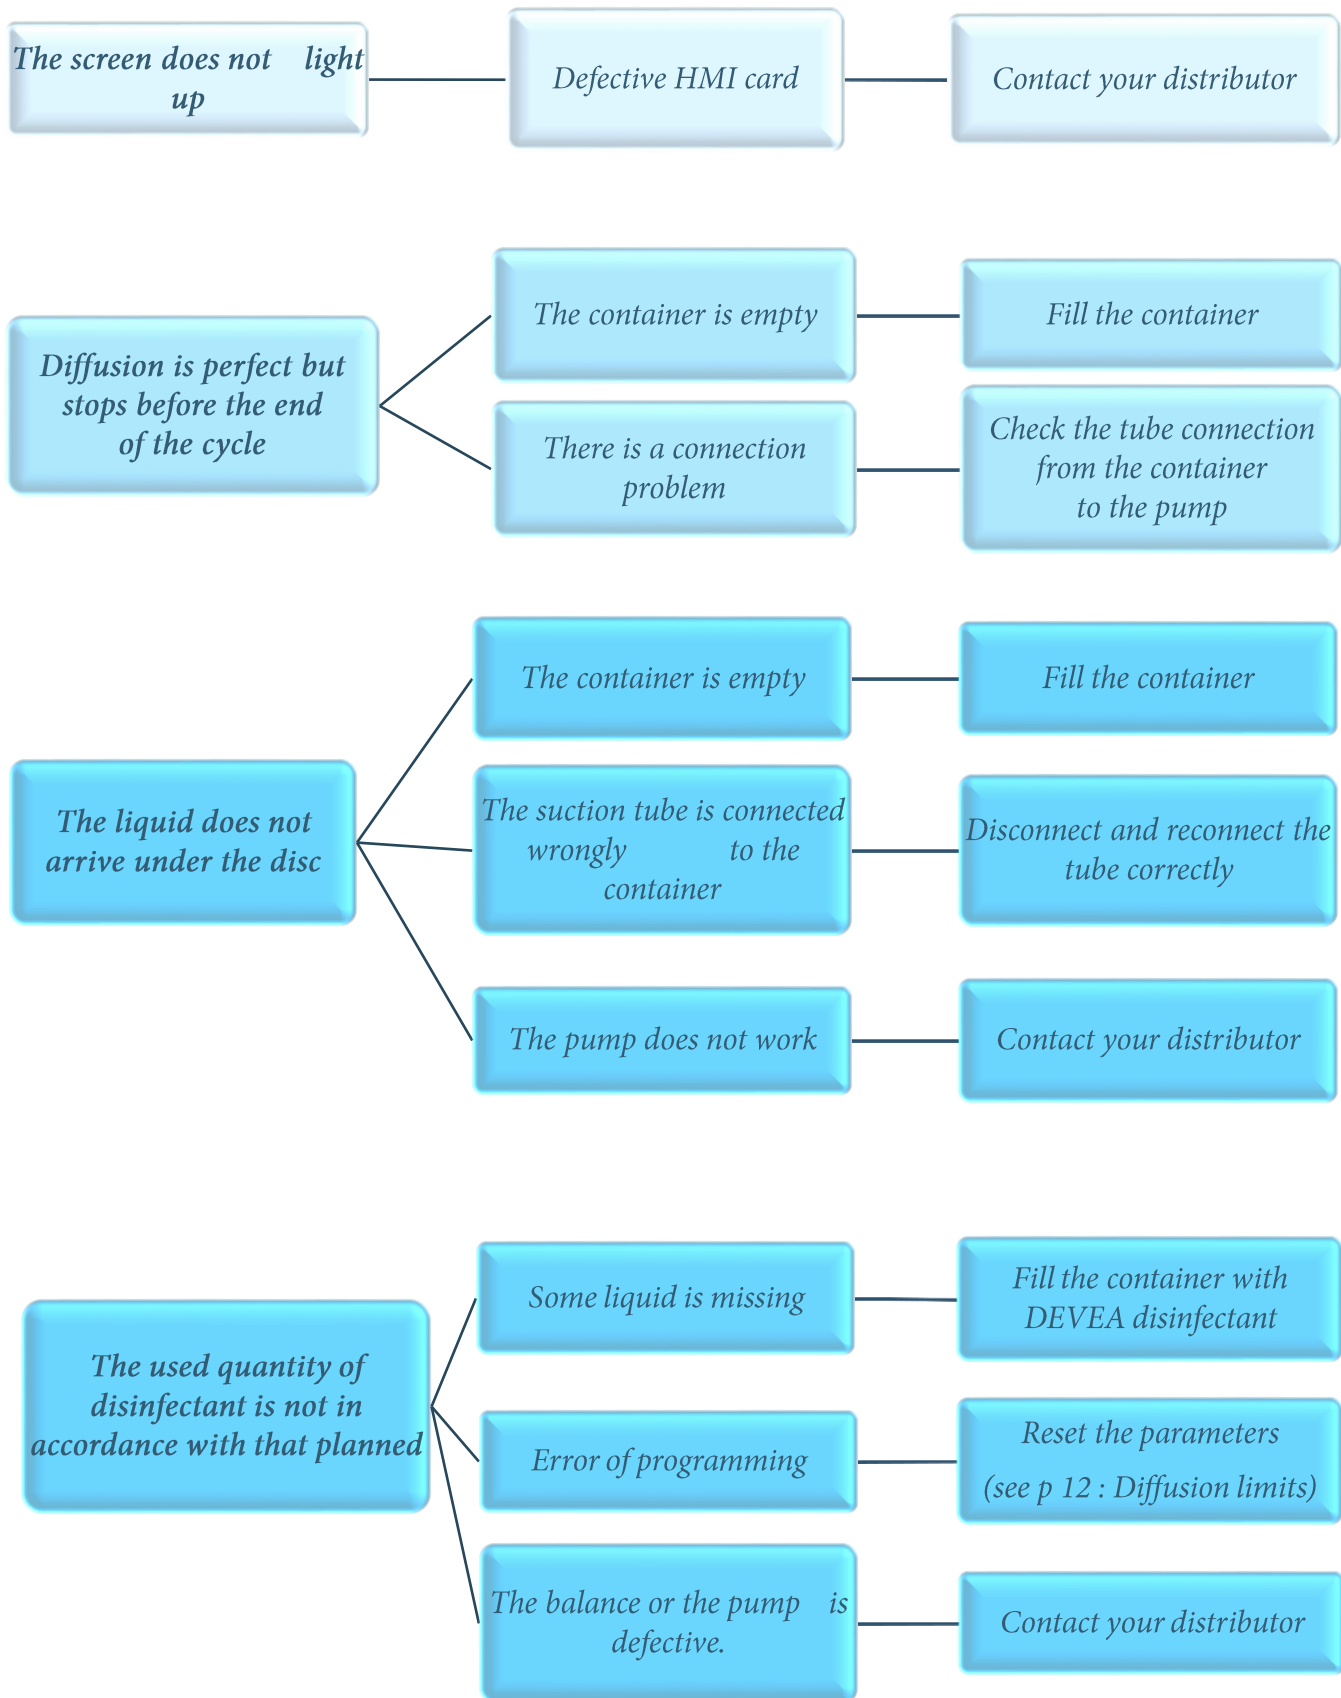 The screen does not light
up
Defective HMI card
Contact your distributor
Diffusion is perfect but
stops before the end
of the cycle
The container is empty
Fill the container
There is a connection
problem
Check the tube connection
from the container
to the pump
The liquid does not
arrive under the disc
The container is empty
Fill the container
The suction tube is connected
wrongly to the
container
Disconnect and reconnect the
tube correctly
The pump does not work
Contact your distributor
The used quantity of
disinfectant is not in
accordance with that planned
Some liquid is missing
Fill the container with
DEVEA disinfectant
Error of programming
Reset the parameters
(see p 12 : Diffusion limits)
The balance or the pump is
defective.
Contact your distributor